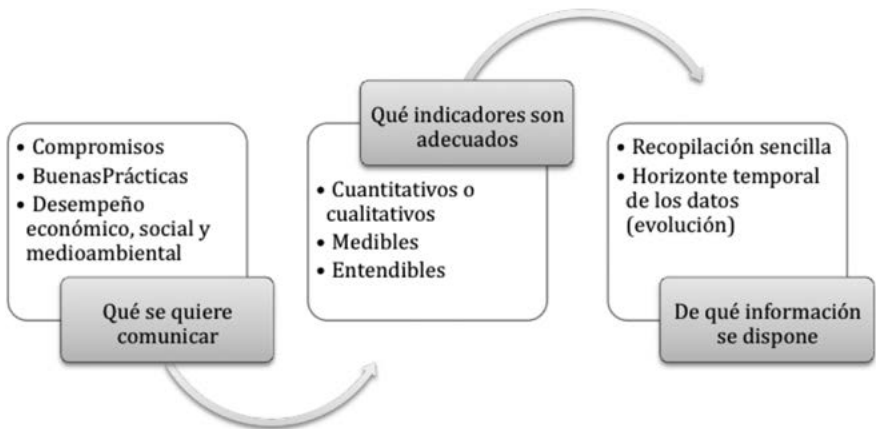 • Compromisos
• BuenasPrácticas
• Desempeño
económico, social y
medioambiental
Qué se quiere
comunicar
Qué indicadores son
adecuados
• Cuantitativos o
cualitativos
• Medibles
• Entendibles
• Recopilación sencilla
• Horizonte temporal
de los datos
(evolución)
De qué información
se dispone